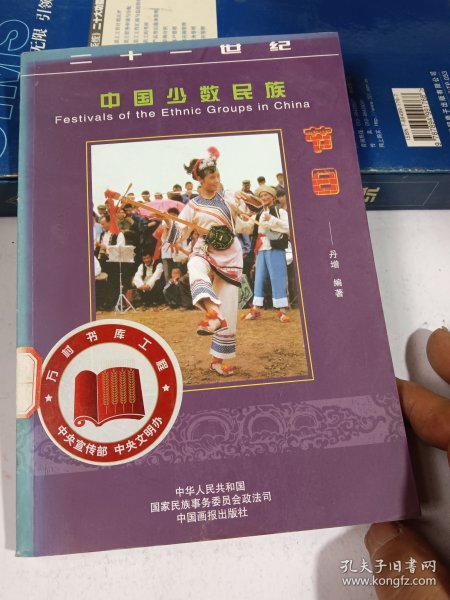 二十一世纪
中国少数民族
Festivals of the Ethnic Groups in China
节日
——丹增 编著
万村书库工程
中央宣传部 中央文明办
中华人民共和国
国家民族事务委员会政法司
中国画报出版社
孔夫子旧书网
www.kongfz.com